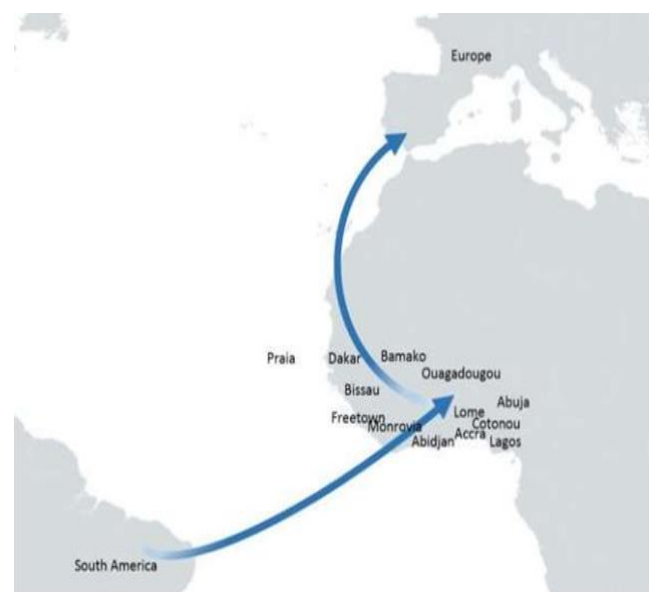 Europe
Praia
Dakar
Bamako
Ouagadougou
Bissau
Abuja
Lome
Freetown
Cotonou
Monrovia
Accra
Abidjan
Lagos
South America